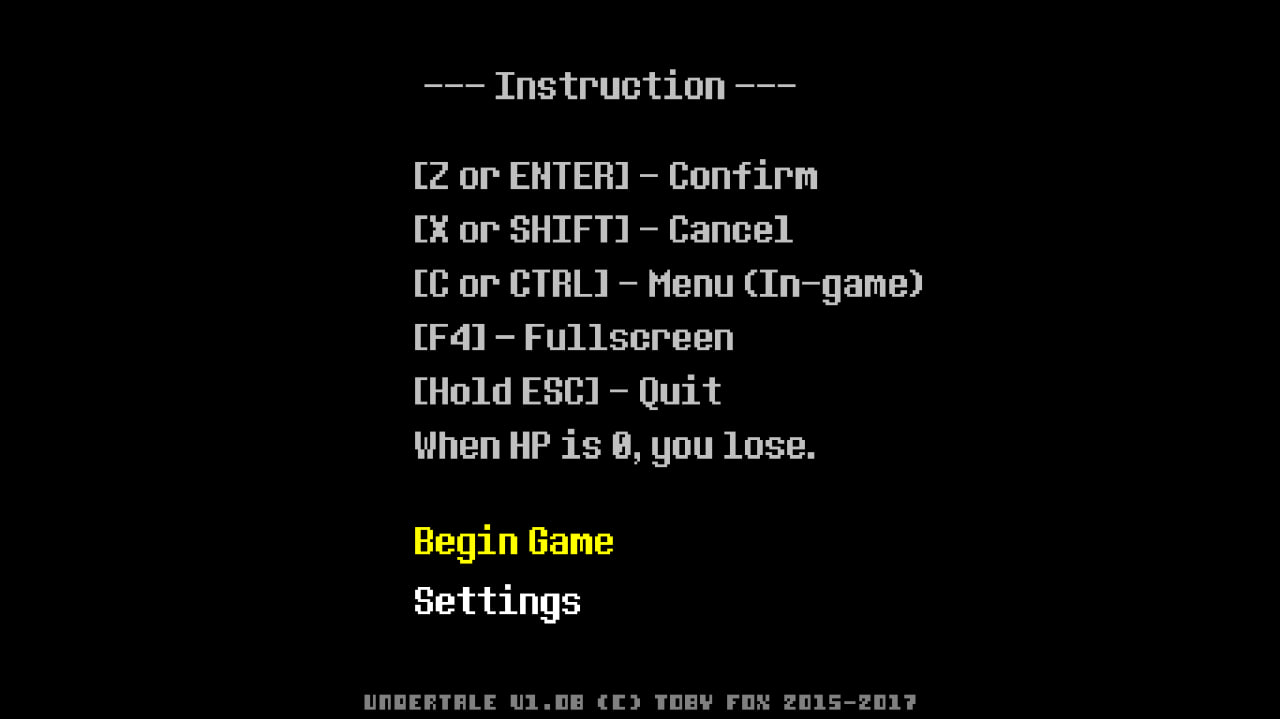 --- Instruction ---
[Z or ENTER] - Confirm
[X or SHIFT] - Cancel
[C or CTRL] - Menu (In-game)
[F4] - Fullscreen
[Hold ESC] - Quit
When HP is 0, you lose.
Begin Game
Settings
UNDERTALE V1.08 (C) TOBY FOX 2015-2017